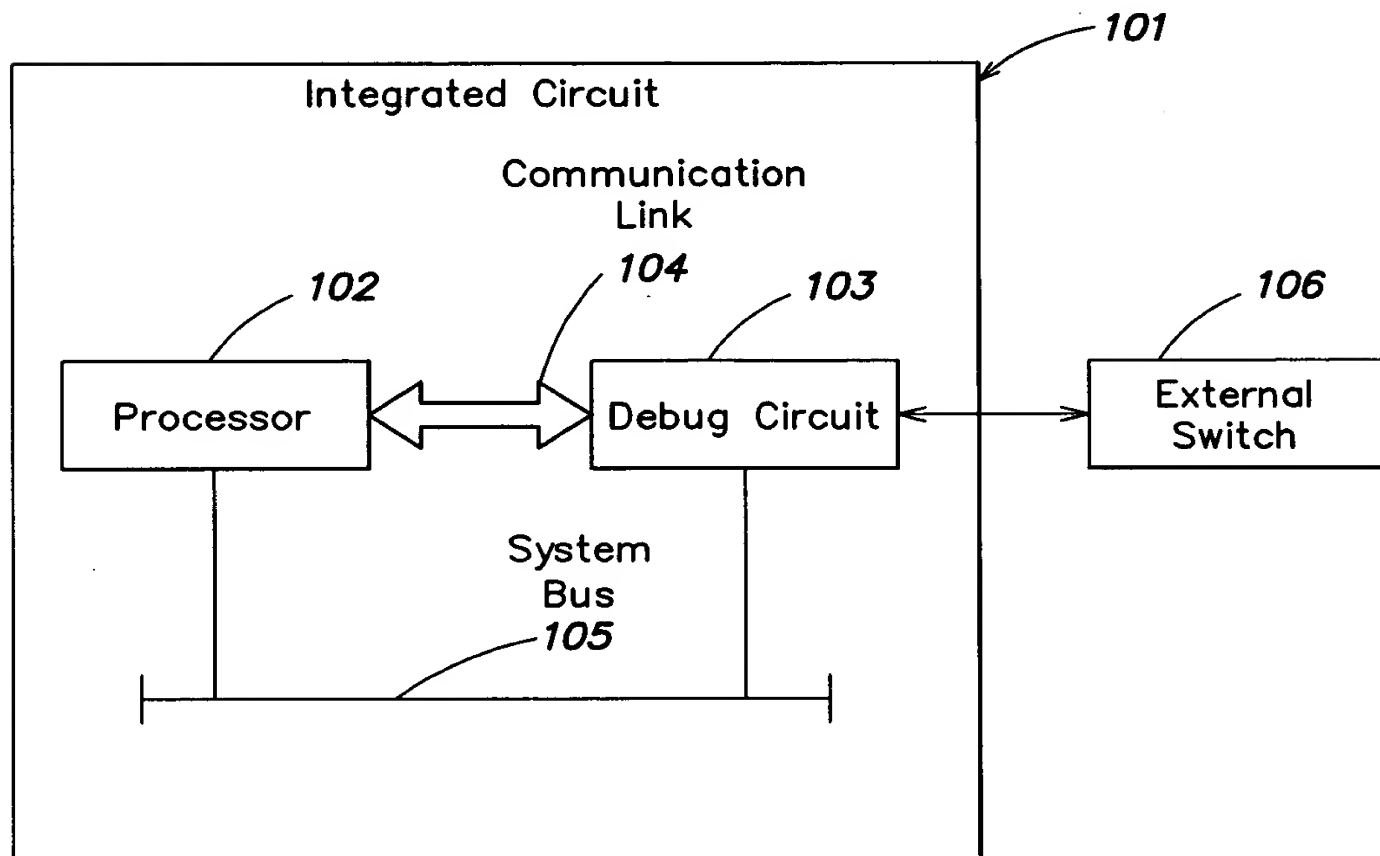 101
Integrated Circuit
Communication
Link
104
102
103
106
Processor
Debug Circuit
External
Switch
System
Bus
105